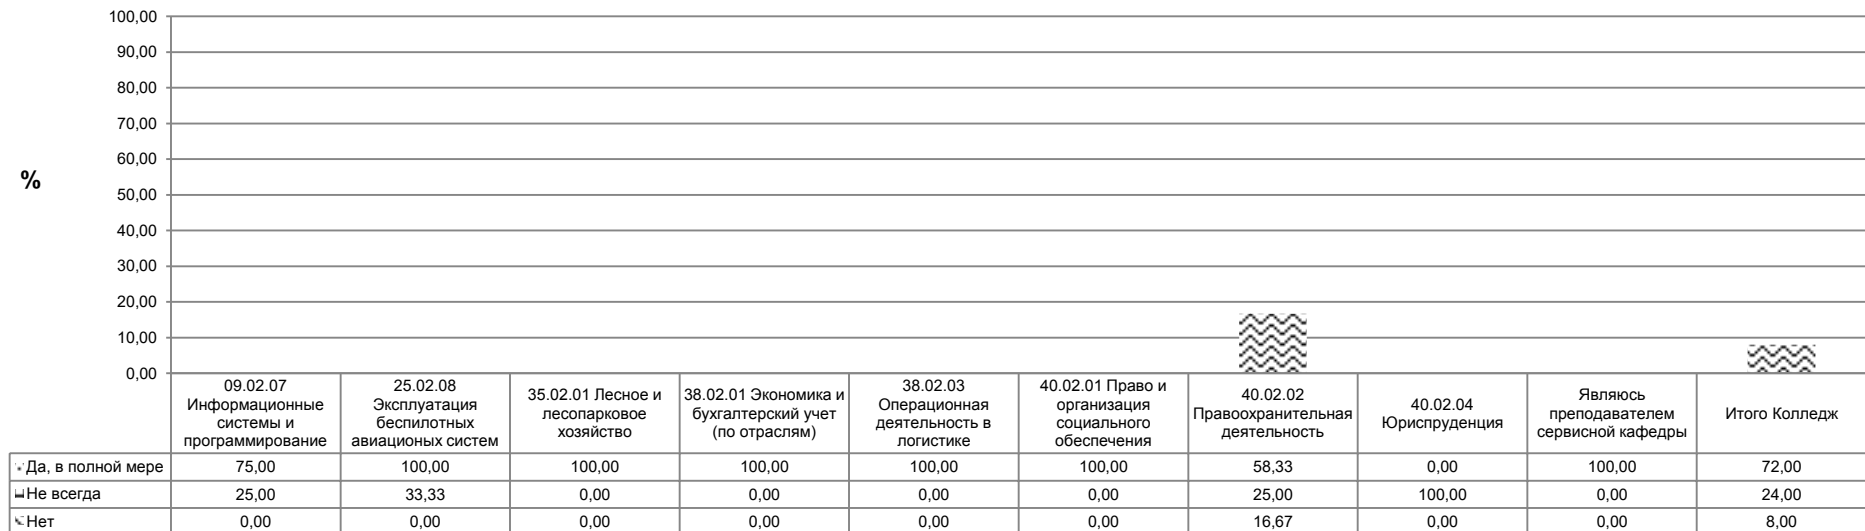 100,00
90,00
80,00
70,00
60,00
50,00
40,00
30,00
20,00
10,00
0,00
%
09.02.07
Информационные
системы и
программирование
25.02.08
Эксплуатация
беспилотных
авиационых систем
35.02.01 Лесное и
лесопарковое
хозяйство
38.02.01 Экономика и
бухгалтерский учет
(по отраслям)
38.02.03
Операционная
деятельность в
логистике
40.02.01 Право и
организация
социального
обеспечения
40.02.02
Правоохранительная
деятельность
40.02.04
Юриспруденция
Являюсь
преподавателем
сервисной кафедры
Итого Колледж
Да, в полной мере 75,00 100,00 100,00 100,00 100,00 100,00 58,33 0,00 100,00 72,00
Не всегда 25,00 33,33 0,00 0,00 0,00 0,00 25,00 100,00 0,00 24,00
Нет 0,00 0,00 0,00 0,00 0,00 0,00 16,67 0,00 0,00 8,00